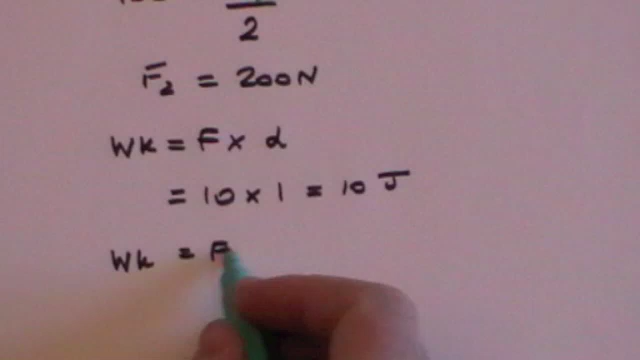 2
F₂ = 200N
Wk = F x d
= 10 x 1 = 10 J
Wk = F